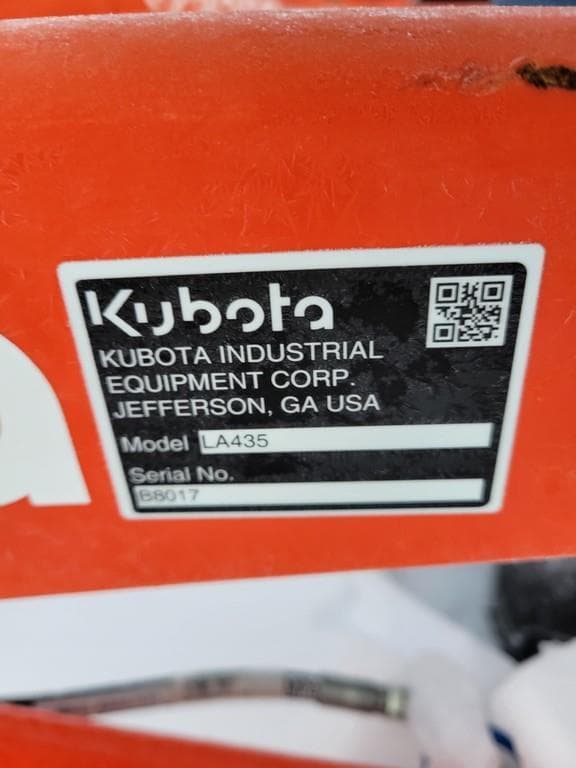 Kubota
KUBOTA INDUSTRIAL
EQUIPMENT CORP.
JEFFERSON, GA USA
Model LA435
Serial No.
B8017